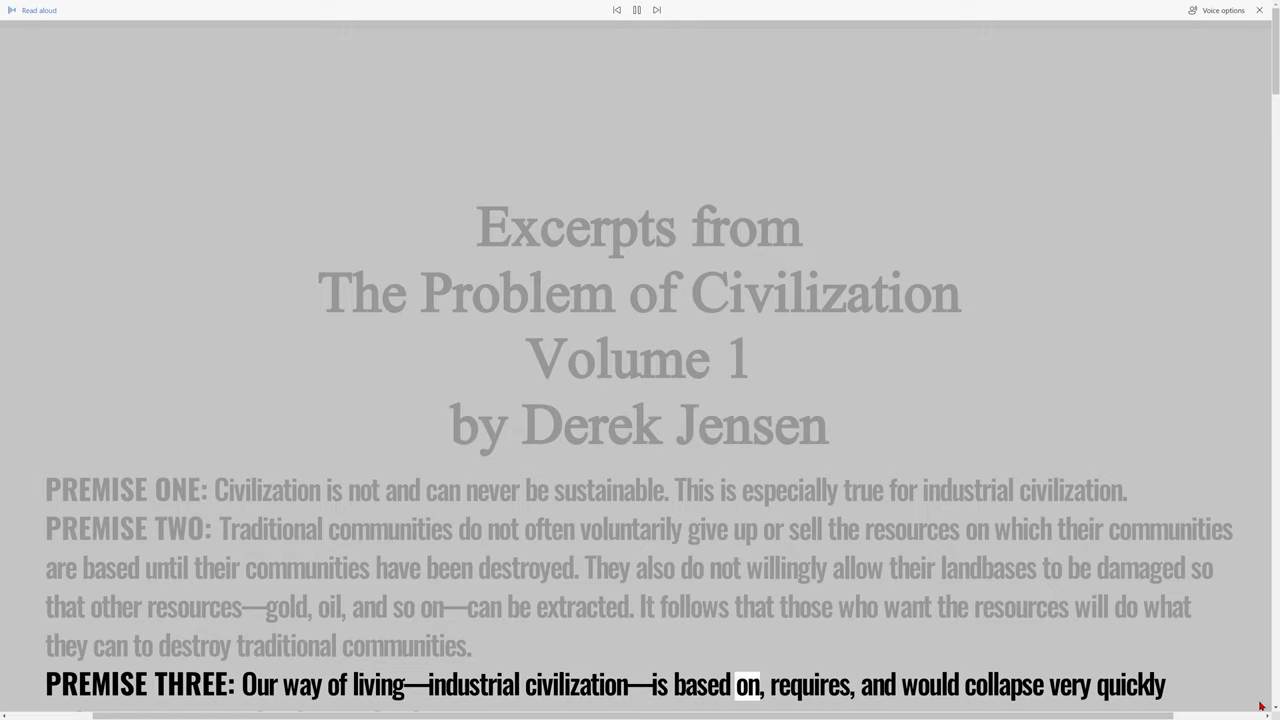 Read aloud
Voice options
Excerpts from
The Problem of Civilization
Volume 1
by Derek Jensen
PREMISE ONE: Civilization is not and can never be sustainable. This is especially true for industrial civilization.
PREMISE TWO: Traditional communities do not often voluntarily give up or sell the resources on which their communities
are based until their communities have been destroyed. They also do not willingly allow their landbases to be damaged so
that other resources—gold, oil, and so on—can be extracted. It follows that those who want the resources will do what
they can to destroy traditional communities.
PREMISE THREE: Our way of living—industrial civilization—is based on, requires, and would collapse very quickly